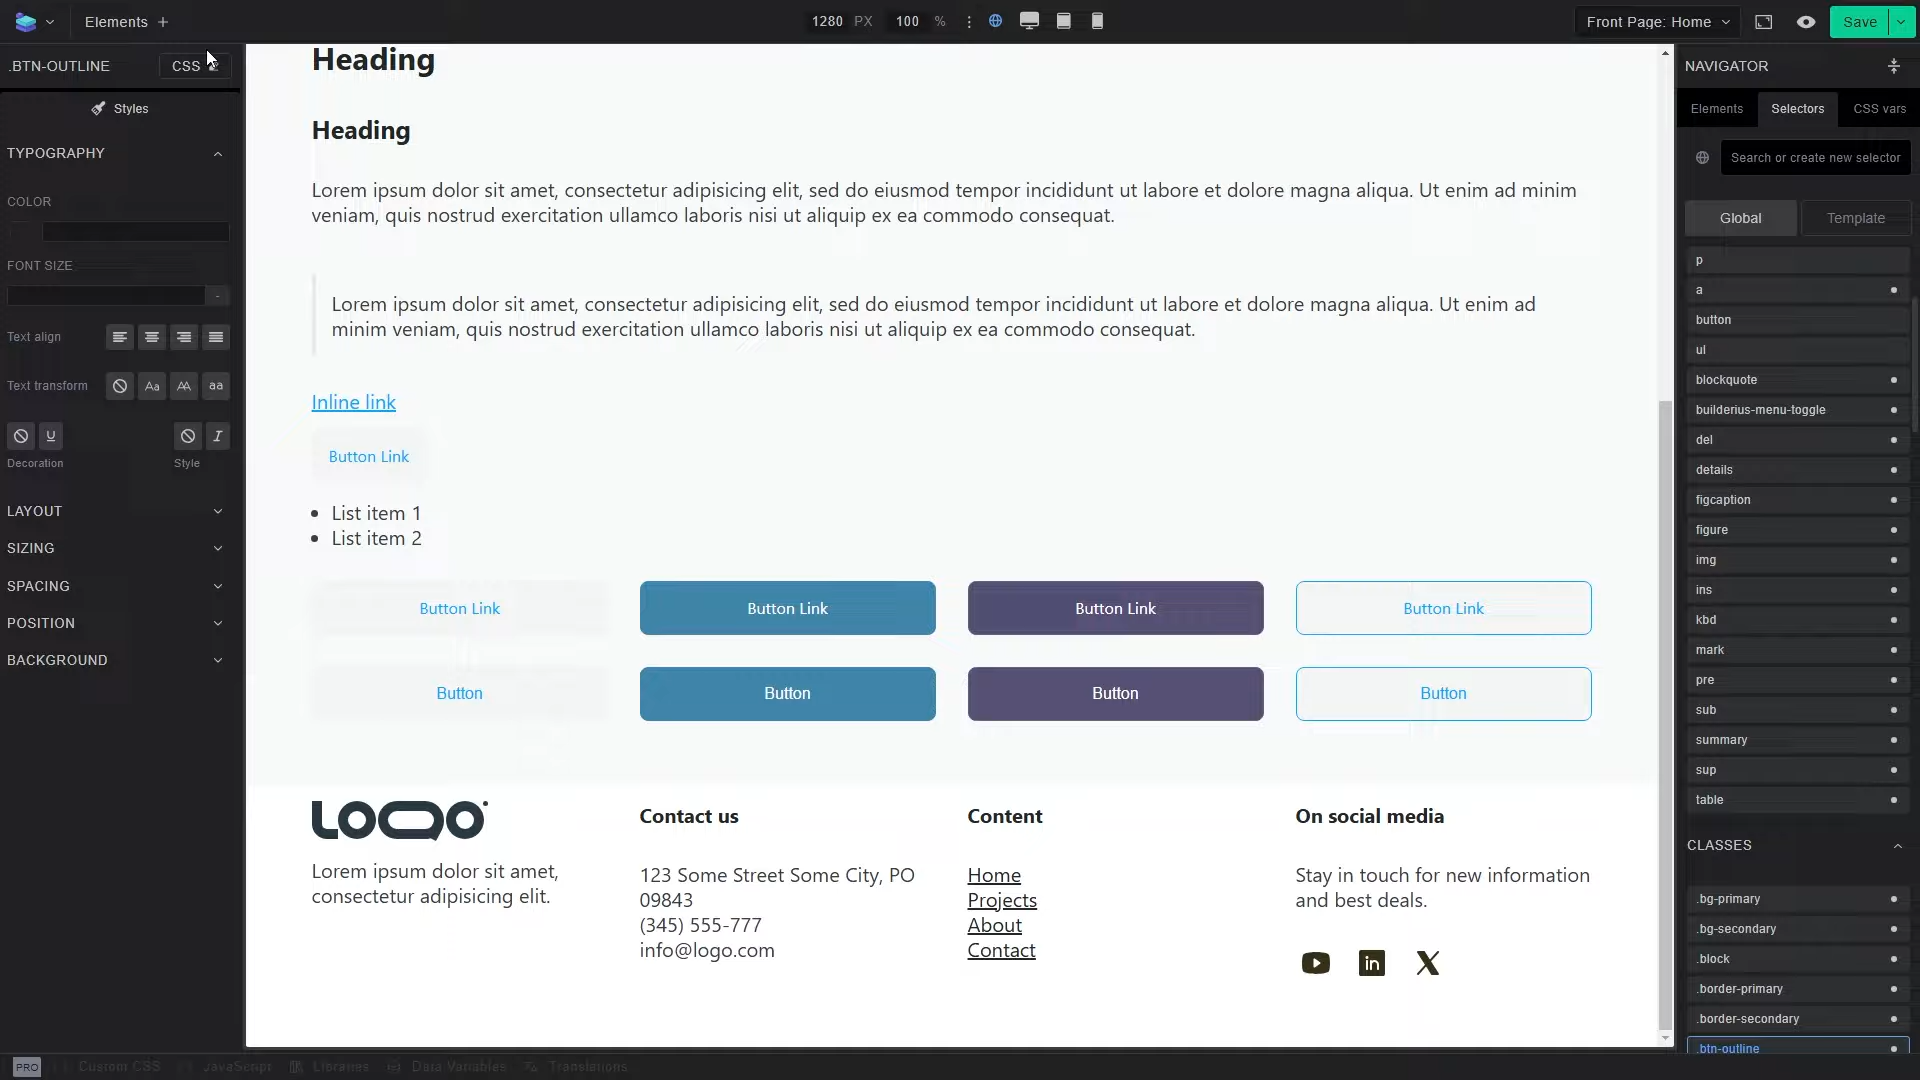 Elements +
1280 PX 100 %
Front Page: Home
Save
.BTN-OUTLINE
CSS
Styles
TYPOGRAPHY
COLOR
FONT SIZE
-
Text align
Text transform
Aa AA aa
U I
Decoration
Style
LAYOUT
SIZING
SPACING
POSITION
BACKGROUND
Heading
Heading
Lorem ipsum dolor sit amet, consectetur adipisicing elit, sed do eiusmod tempor incididunt ut labore et dolore magna aliqua. Ut enim ad minim
veniam, quis nostrud exercitation ullamco laboris nisi ut aliquip ex ea commodo consequat.
Lorem ipsum dolor sit amet, consectetur adipisicing elit, sed do eiusmod tempor incididunt ut labore et dolore magna aliqua. Ut enim ad
minim veniam, quis nostrud exercitation ullamco laboris nisi ut aliquip ex ea commodo consequat.
Inline link
Button Link
List item 1
List item 2
Button Link Button Link Button Link Button Link
Button Button Button Button
LOGO
Lorem ipsum dolor sit amet,
consectetur adipisicing elit.
Contact us
123 Some Street Some City, PO
09843
(345) 555-777
info@logo.com
Content
Home
Projects
About
Contact
On social media
Stay in touch for new information
and best deals.
in
NAVIGATOR
Elements Selectors CSS vars
Search or create new selector
Global Template
p
a
button
ul
blockquote
builderius-menu-toggle
del
details
figcaption
figure
img
ins
kbd
mark
pre
sub
summary
sup
table
CLASSES
.bg-primary
.bg-secondary
.block
.border-primary
.border-secondary
.btn-outline
PRO Custom CSS JavaScript Libraries Data Variables Translations